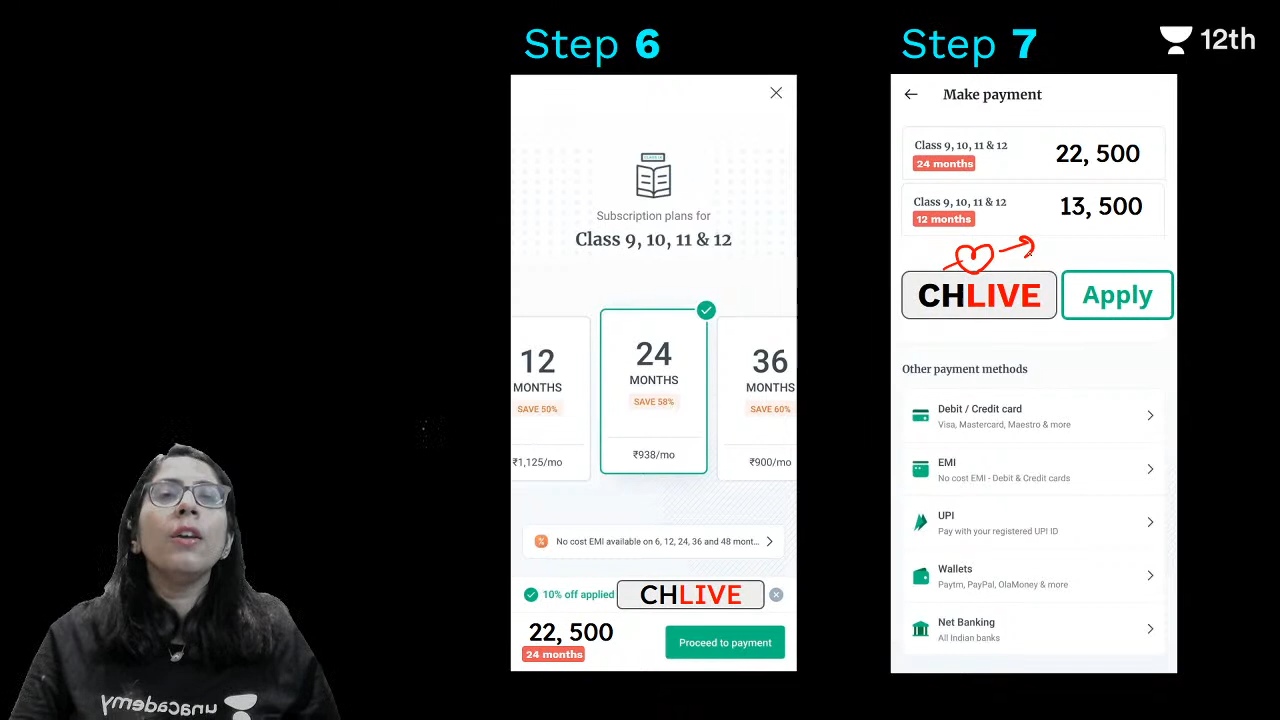 Step 6
Step 7
12th
Subscription plans for
Class 9, 10, 11 & 12
12
MONTHS
SAVE 50%
₹1,125/mo
24
MONTHS
SAVE 58%
₹938/mo
36
MONTHS
SAVE 60%
₹900/mo
No cost EMI available on 6, 12, 24, 36 and 48 mont...
10% off applied
CHLIVE
22, 500
24 months
Proceed to payment
Make payment
Class 9, 10, 11 & 12
24 months
22, 500
Class 9, 10, 11 & 12
12 months
13, 500
CHLIVE
Apply
Other payment methods
Debit / Credit card
Visa, Mastercard, Maestro & more
EMI
No cost EMI - Debit & Credit cards
UPI
Pay with your registered UPI ID
Wallets
Paytm, PayPal, OlaMoney & more
Net Banking
All Indian banks
unacademy